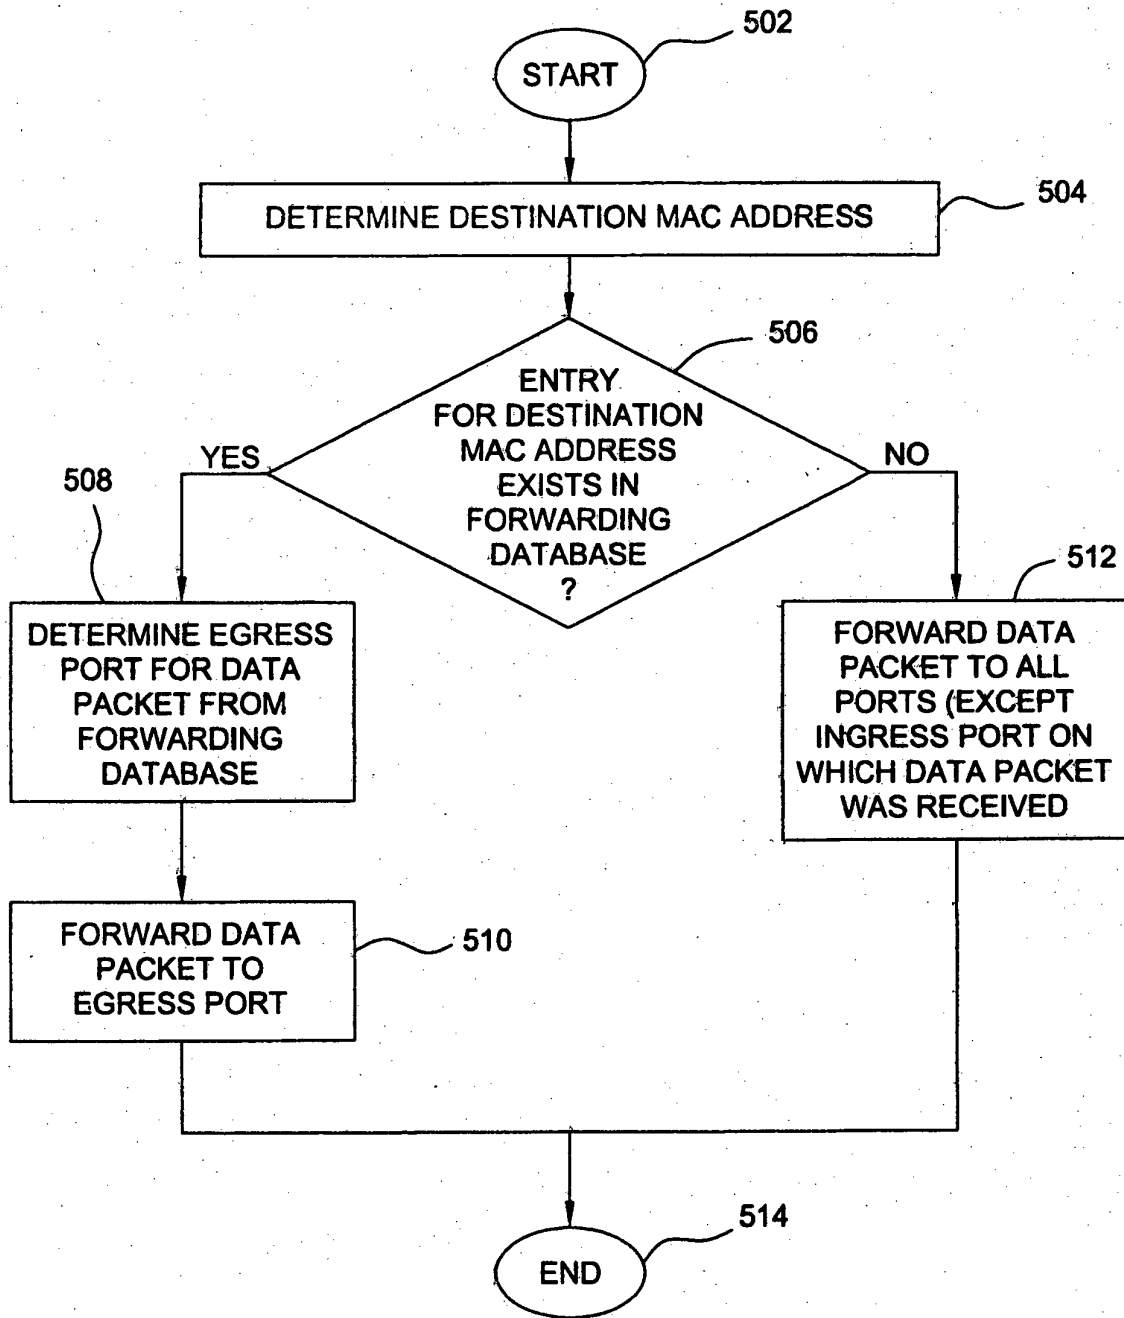 502
START
504
DETERMINE DESTINATION MAC ADDRESS
506
ENTRY
FOR DESTINATION
MAC ADDRESS
EXISTS IN
FORWARDING
DATABASE
?
YES
NO
508
DETERMINE EGRESS
PORT FOR DATA
PACKET FROM
FORWARDING
DATABASE
512
FORWARD DATA
PACKET TO ALL
PORTS (EXCEPT
INGRESS PORT ON
WHICH DATA PACKET
WAS RECEIVED
510
FORWARD DATA
PACKET TO
EGRESS PORT
514
END